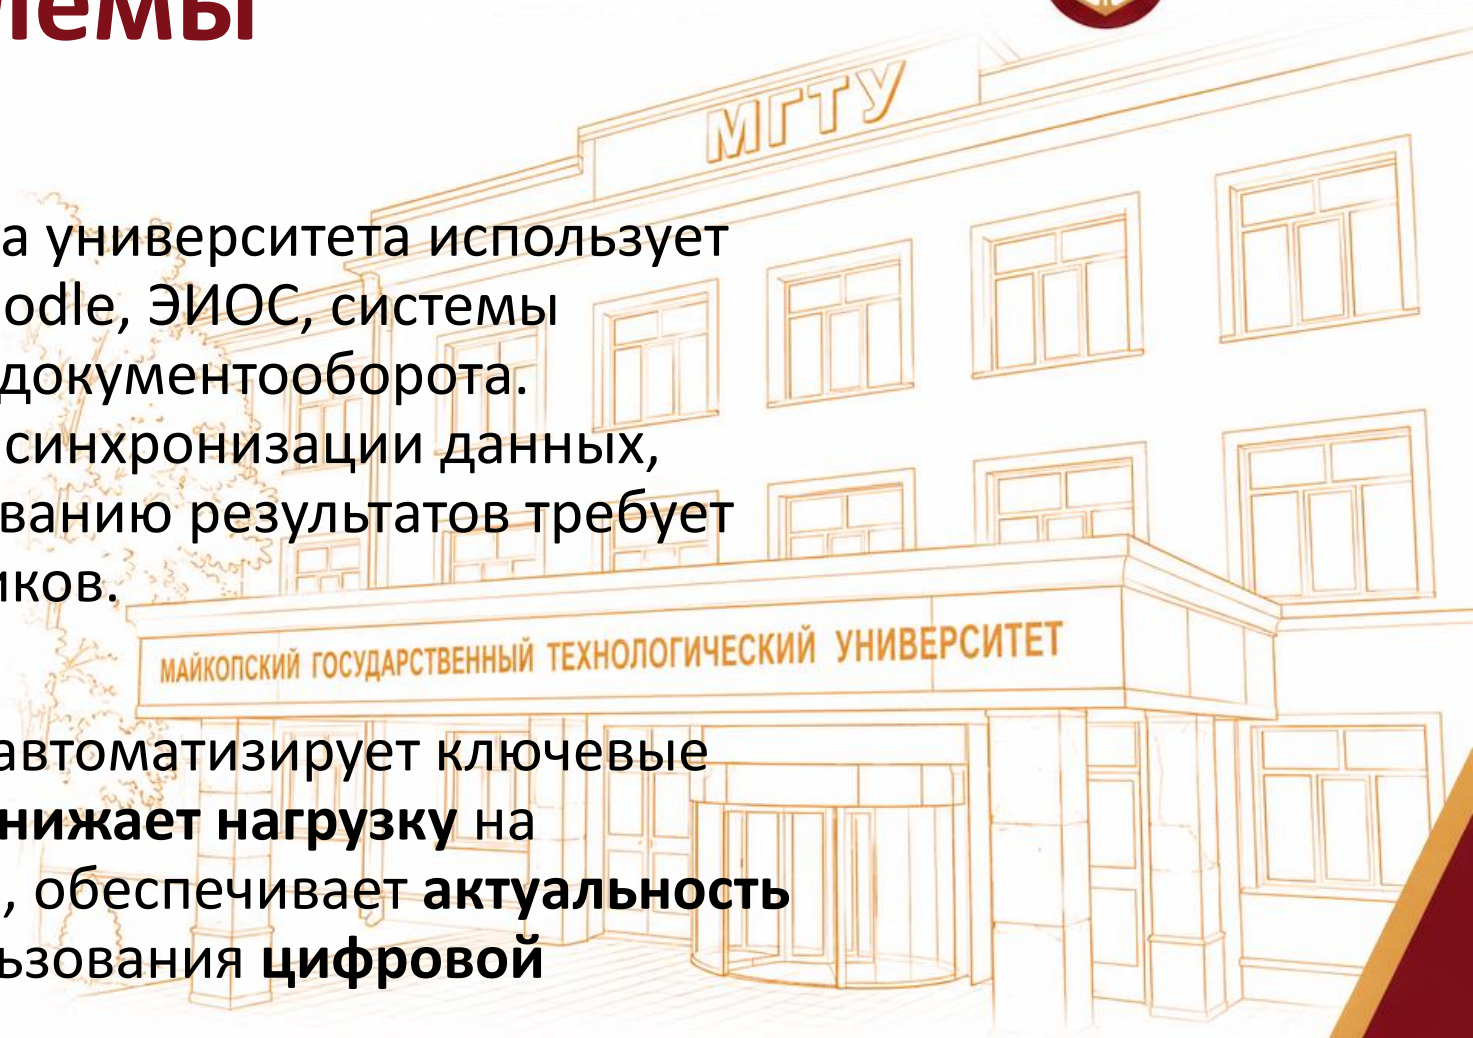 лемы
МГТУ
а университета использует
odle, ЭИОС, системы
документооборота.
синхронизации данных,
ванию результатов требует
иков.
МАЙКОПСКИЙ ГОСУДАРСТВЕННЫЙ ТЕХНОЛОГИЧЕСКИЙ УНИВЕРСИТЕТ
автоматизирует ключевые
нижает нагрузку на
, обеспечивает актуальность
ьзования цифровой